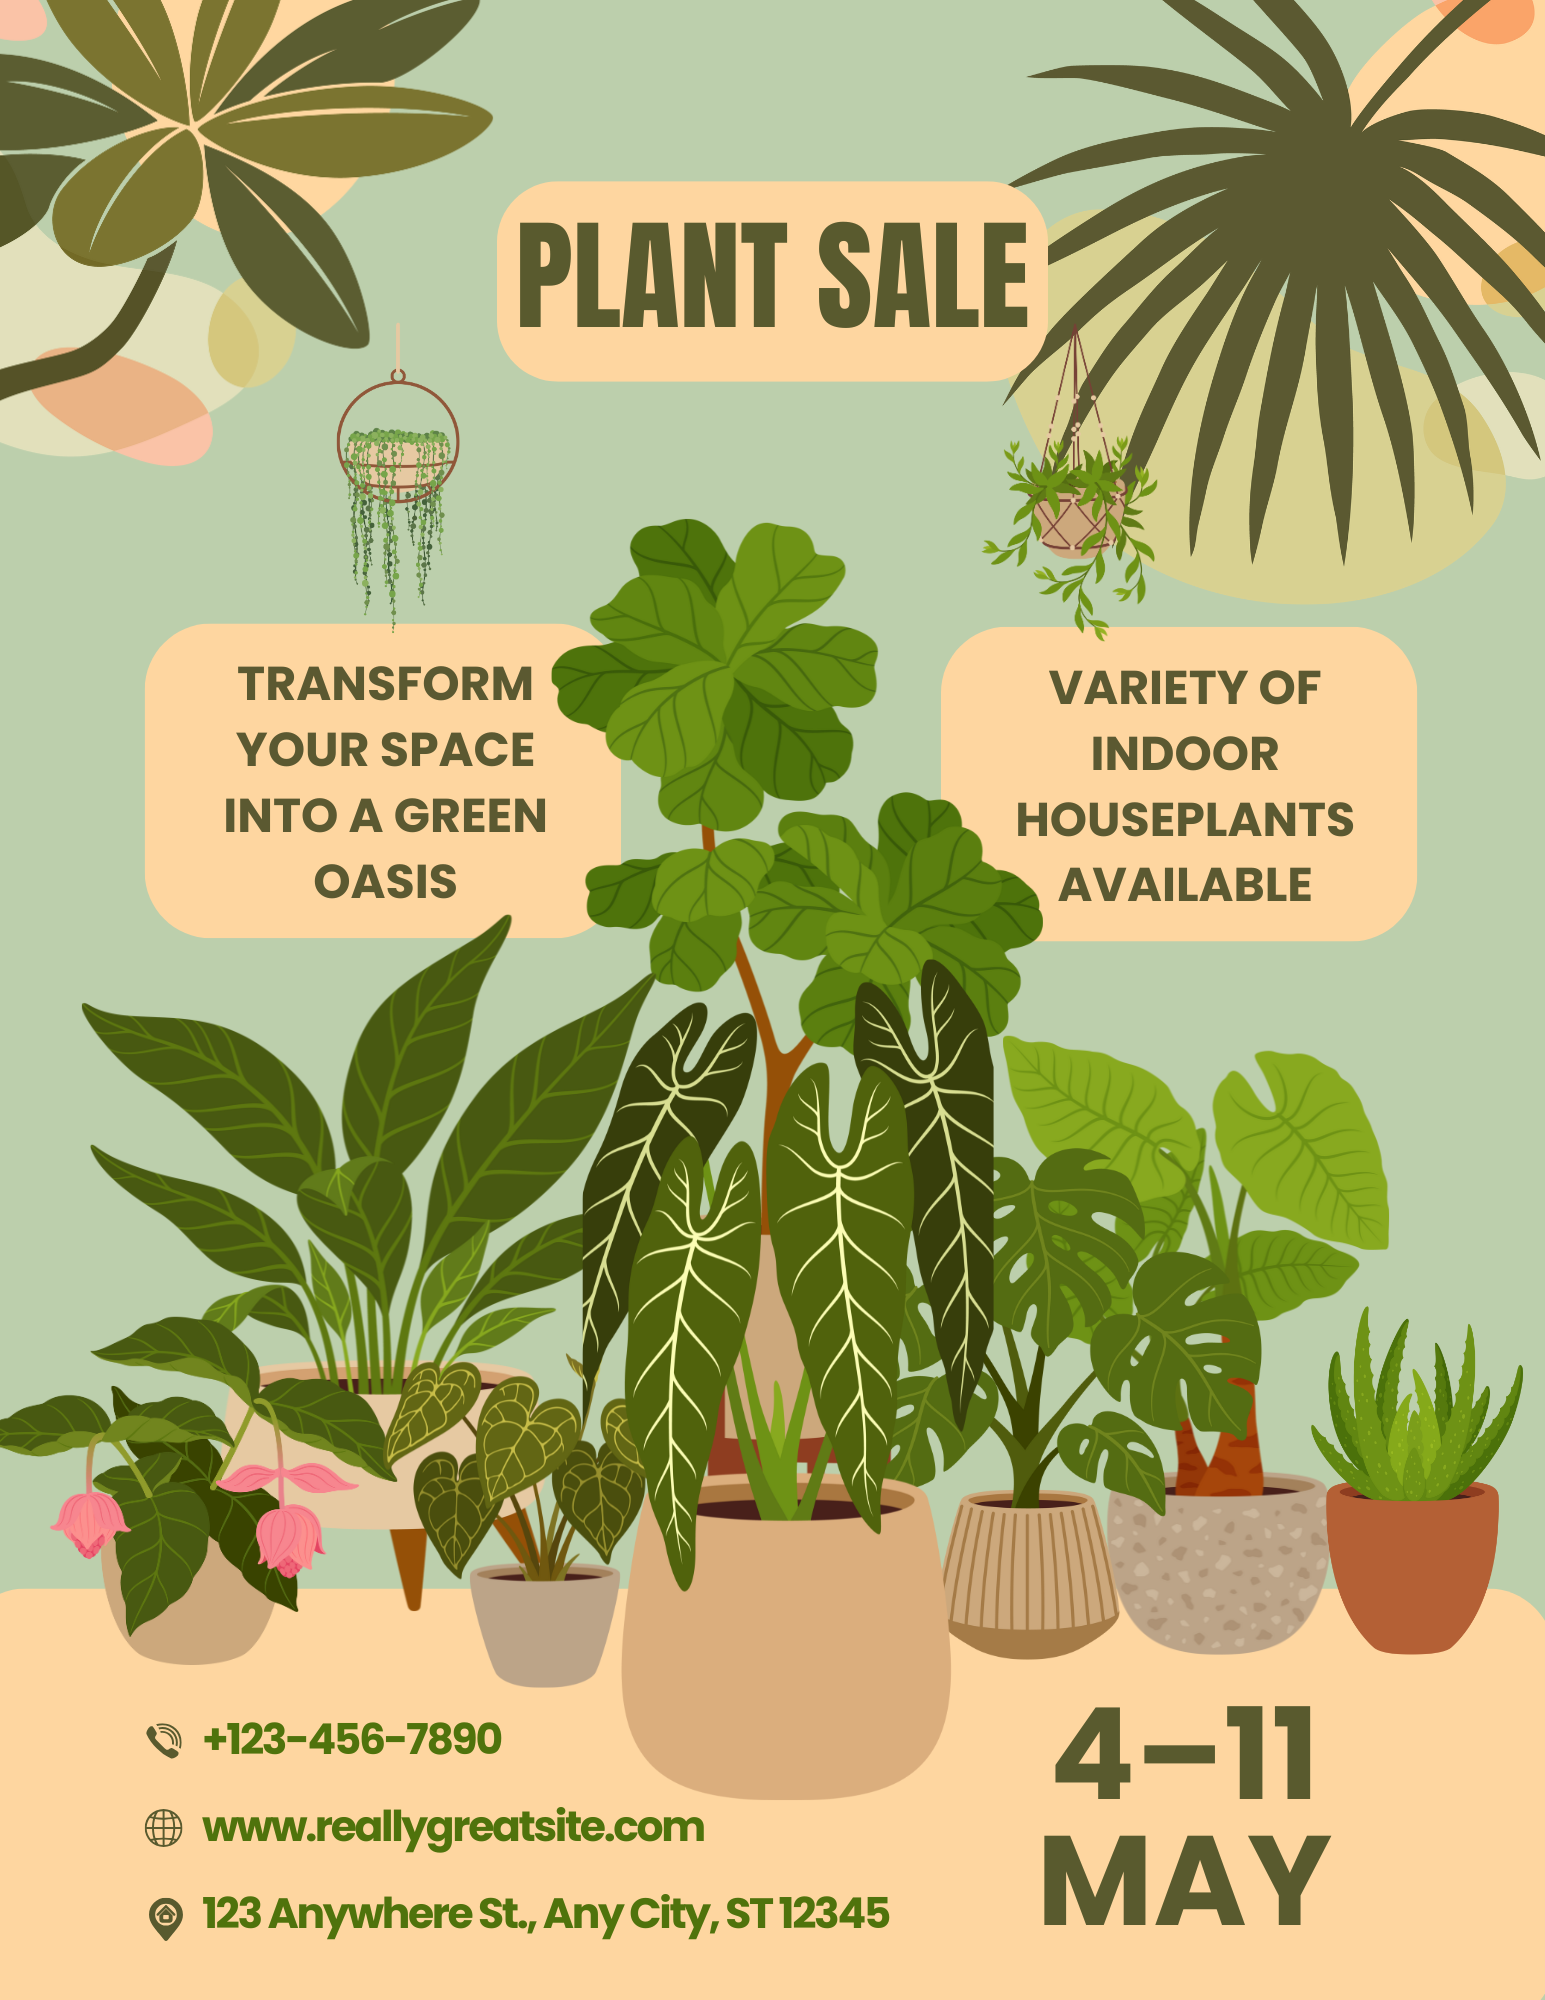 PLANT SALE
TRANSFORM
YOUR SPACE
INTO A GREEN
OASIS
VARIETY OF
INDOOR
HOUSEPLANTS
AVAILABLE
+123-456-7890
www.reallygreatsite.com
123 Anywhere St., Any City, ST 12345
4–11
MAY